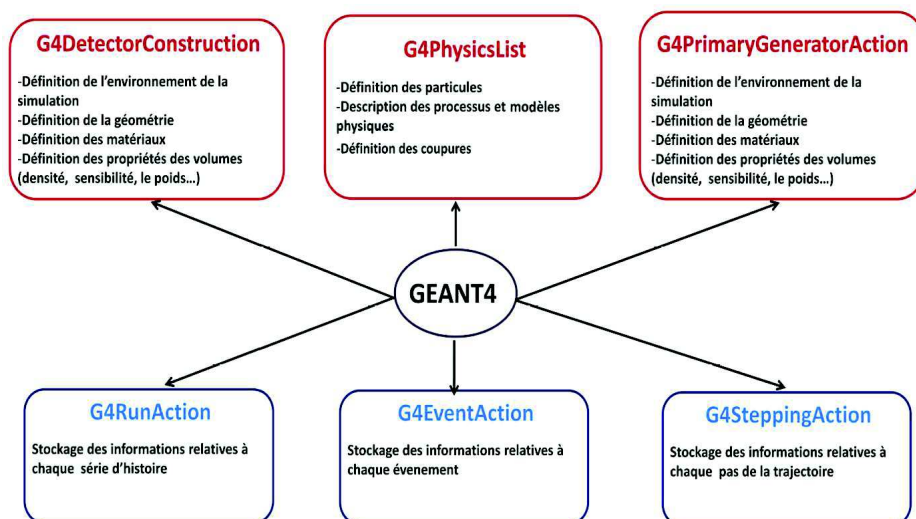 G4DetectorConstruction
-Définition de l'environnement de la
simulation
-Définition de la géométrie
-Définition des matériaux
-Définition des propriétés des volumes
(densité, sensibilité, le poids...)
G4PhysicsList
-Définition des particules
-Description des processus et modèles
physiques
-Définition des coupures
G4PrimaryGeneratorAction
-Définition de l'environnement de la
simulation
-Définition de la géométrie
-Définition des matériaux
-Définition des propriétés des volumes
(densité, sensibilité, le poids...)
GEANT4
G4RunAction
Stockage des informations relatives à
chaque série d'histoire
G4EventAction
Stockage des informations relatives à
chaque évenement
G4SteppingAction
Stockage des informations relatives à
chaque pas de la trajectoire